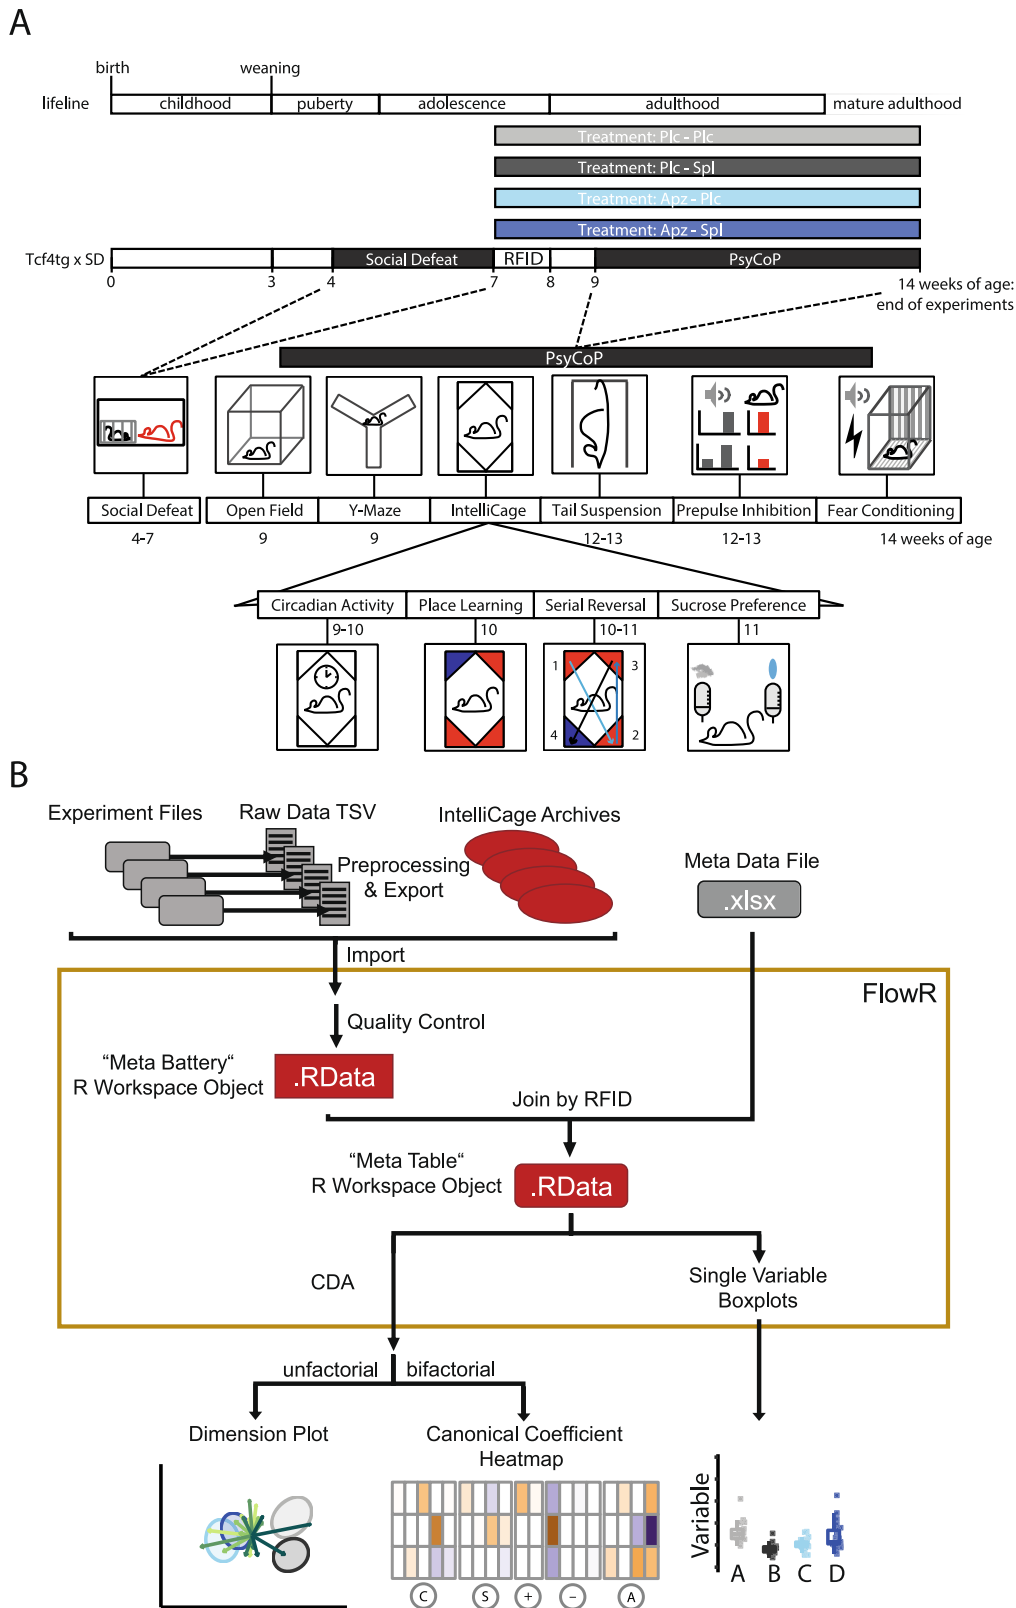 A
birth
weaning
lifeline
childhood
puberty
adolescence
adulthood
mature adulthood
Treatment: Plc - Plc
Treatment: Plc - Spl
Treatment: Apz - Plc
Treatment: Apz - Spl
Tcf4tg x SD
Social Defeat
RFID
PsyCoP
0
3
4
7
8
9
14 weeks of age:
end of experiments
PsyCoP
Social Defeat
Open Field
Y-Maze
IntelliCage
Tail Suspension
Prepulse Inhibition
Fear Conditioning
4-7
9
9
12-13
12-13
14 weeks of age
Circadian Activity
Place Learning
Serial Reversal
Sucrose Preference
9-10
10
10-11
11
1
3
4
2
B
Experiment Files
Raw Data TSV
IntelliCage Archives
Preprocessing
& Export
Meta Data File
.xlsx
Import
FlowR
Quality Control
“Meta Battery“
R Workspace Object
.RData
Join by RFID
“Meta Table“
R Workspace Object
.RData
CDA
Single Variable
Boxplots
unfactorial
bifactorial
Dimension Plot
Canonical Coefficient
Heatmap
C
S
+
−
A
Variable
A
B
C
D